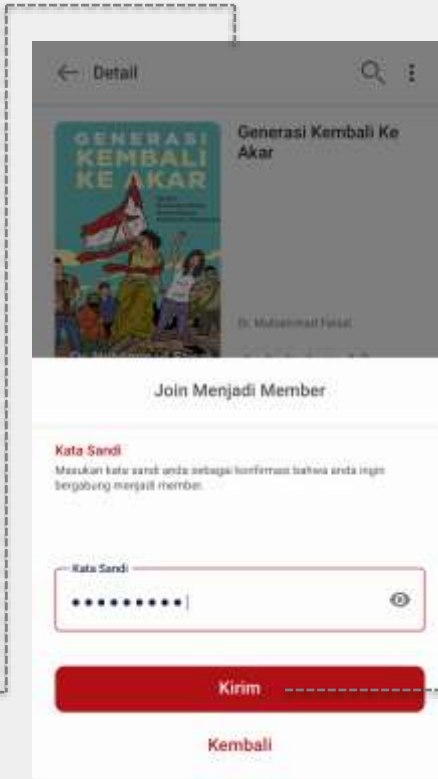 Detail
Generasi Kembali Ke
Akar
GENERASI
KEMBALI
KE AKAR
Dr. Muhammad Faisal
Join Menjadi Member
Kata Sandi
Masukan kata sandi anda sebagai konfirmasi bahwa anda ingin
bergabung menjadi member.
Kata Sandi
Kirim
Kembali